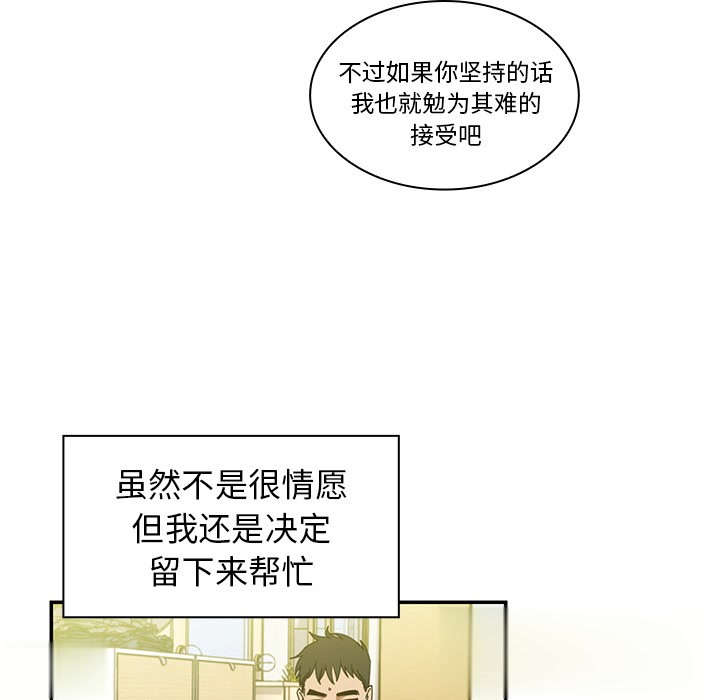 不过如果你坚持的话
我也就勉为其难的
接受吧
虽然不是很情愿
但我还是决定
留下来帮忙